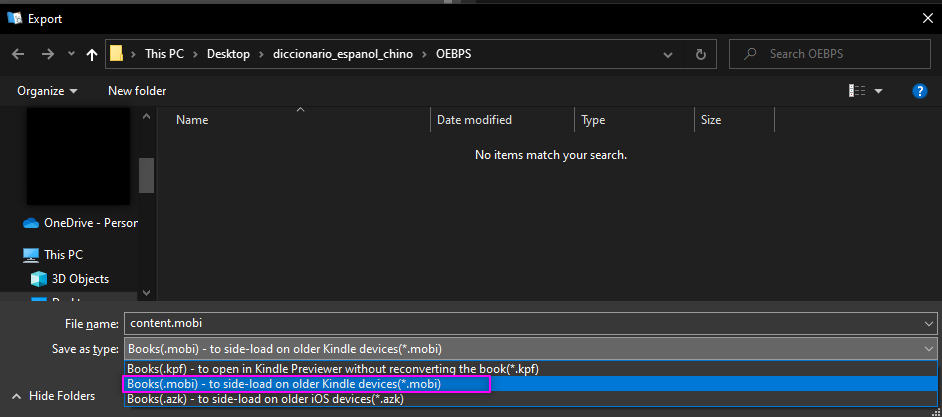 Export
This PC > Desktop > diccionario_espanol_chino > OEBPS
Search OEBPS
Organize
New folder
?
Name
Date modified
Type
Size
No items match your search.
OneDrive - Person
This PC
3D Objects
File name:
content.mobi
Save as type:
Books(.mobi) - to side-load on older Kindle devices(*.mobi)
Books(.kpf) - to open in Kindle Previewer without reconverting the book(*.kpf)
Books(.mobi) - to side-load on older Kindle devices(*.mobi)
Books(.azk) - to side-load on older iOS devices(*.azk)
Hide Folders